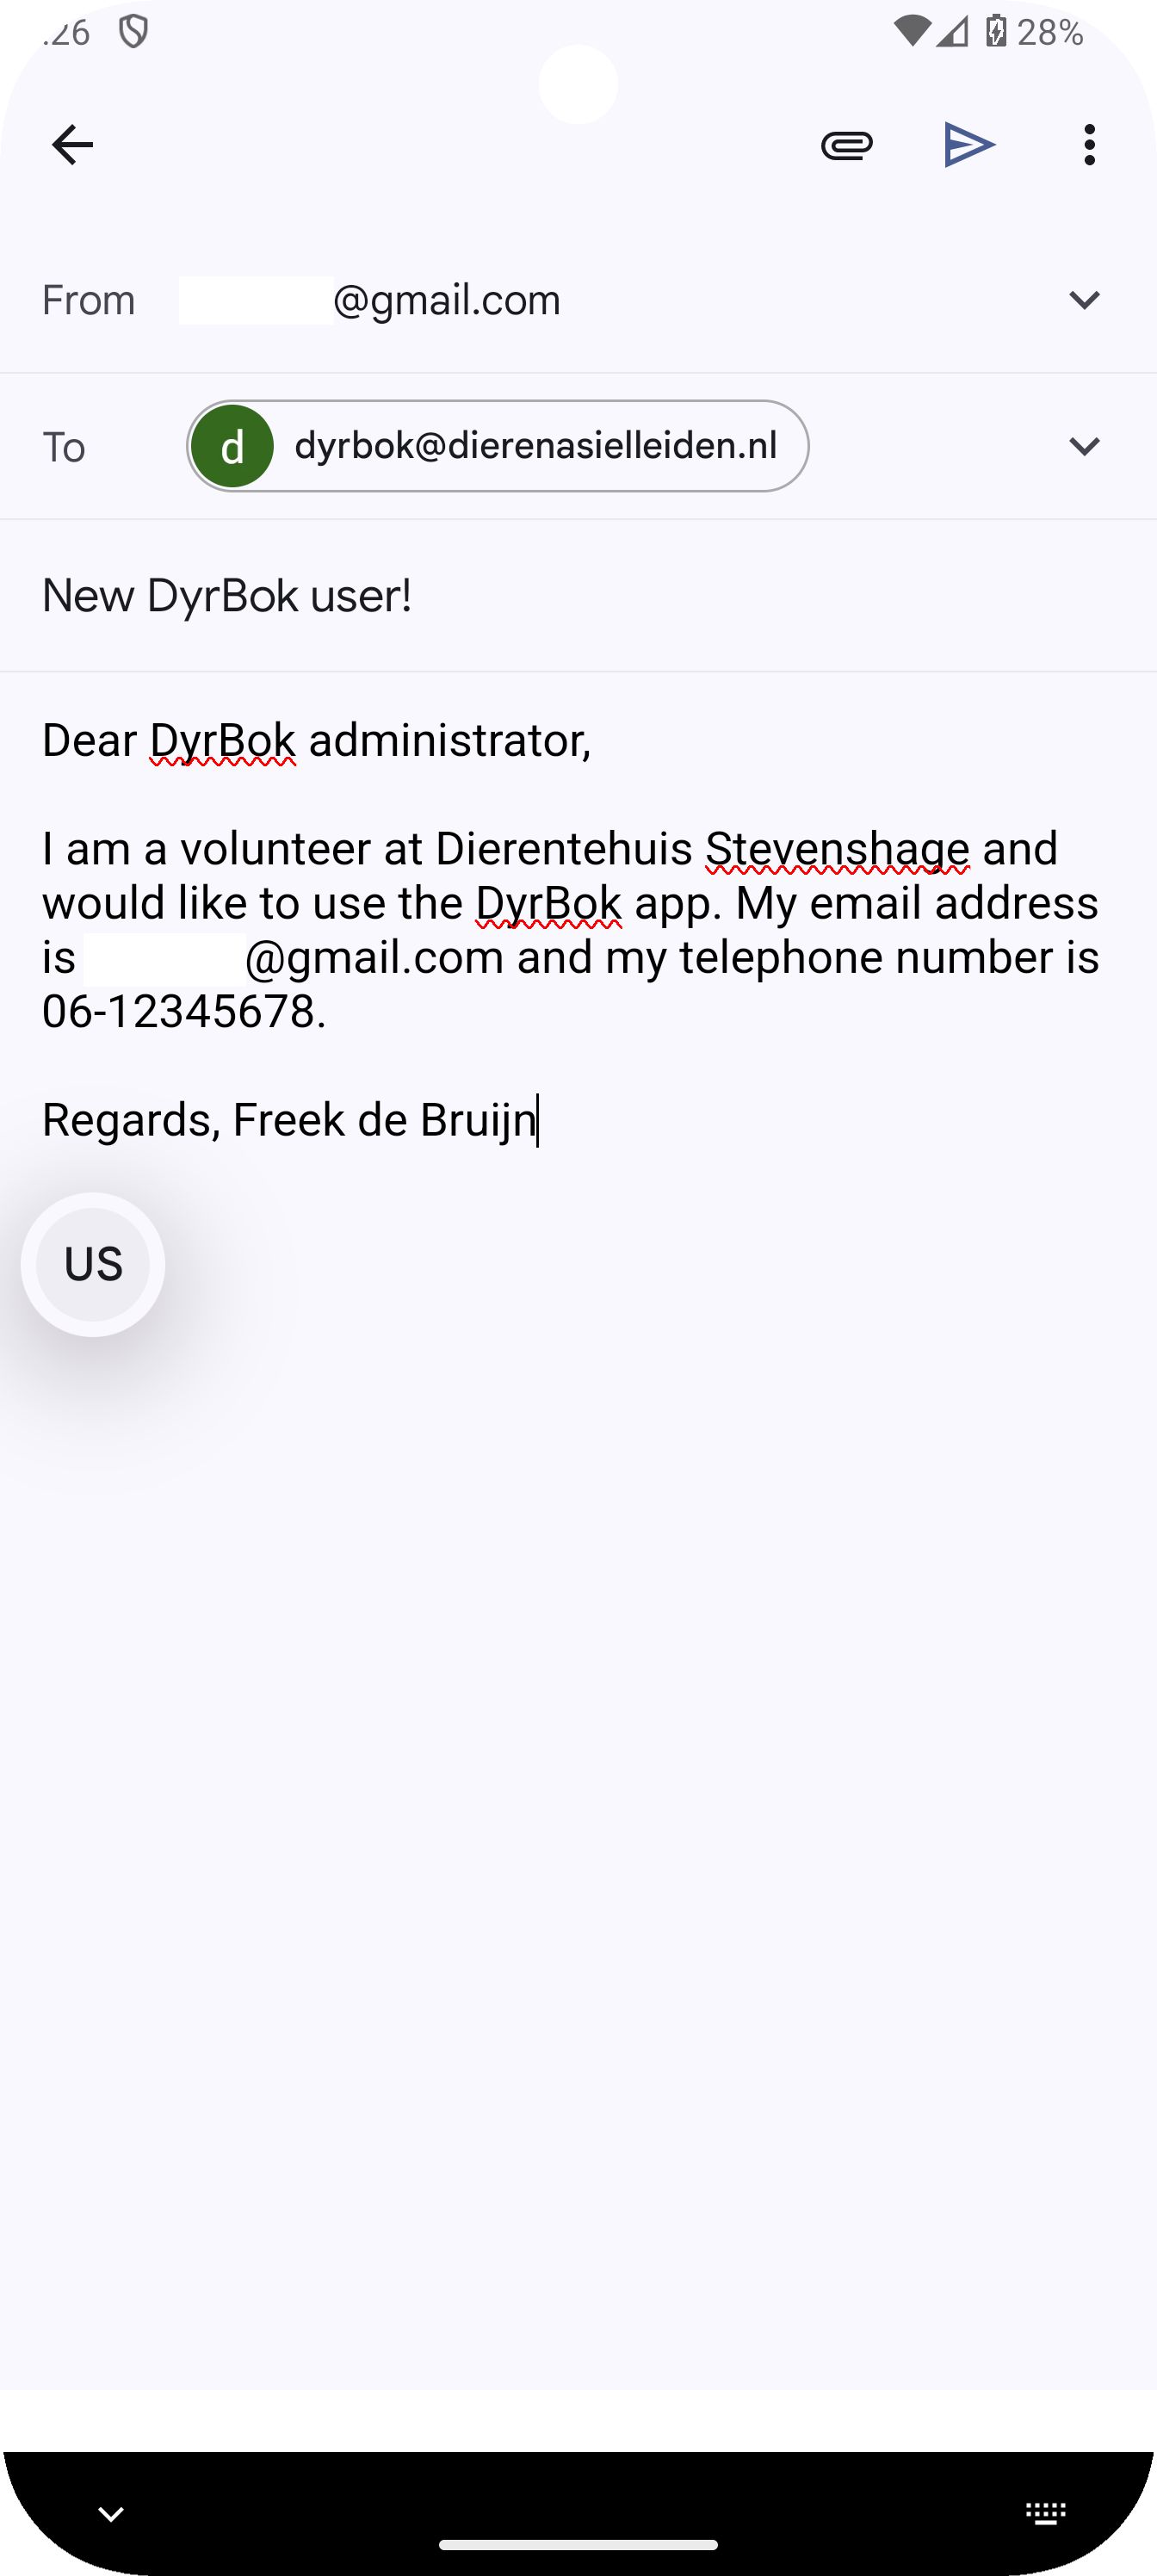 :26
28%
From @gmail.com
To d dyrbok@dierenasielleiden.nl
New DyrBok user!
Dear DyrBok administrator,
I am a volunteer at Dierentehuis Stevenshage and
would like to use the DyrBok app. My email address
is @gmail.com and my telephone number is
06-12345678.
Regards, Freek de Bruijn
US